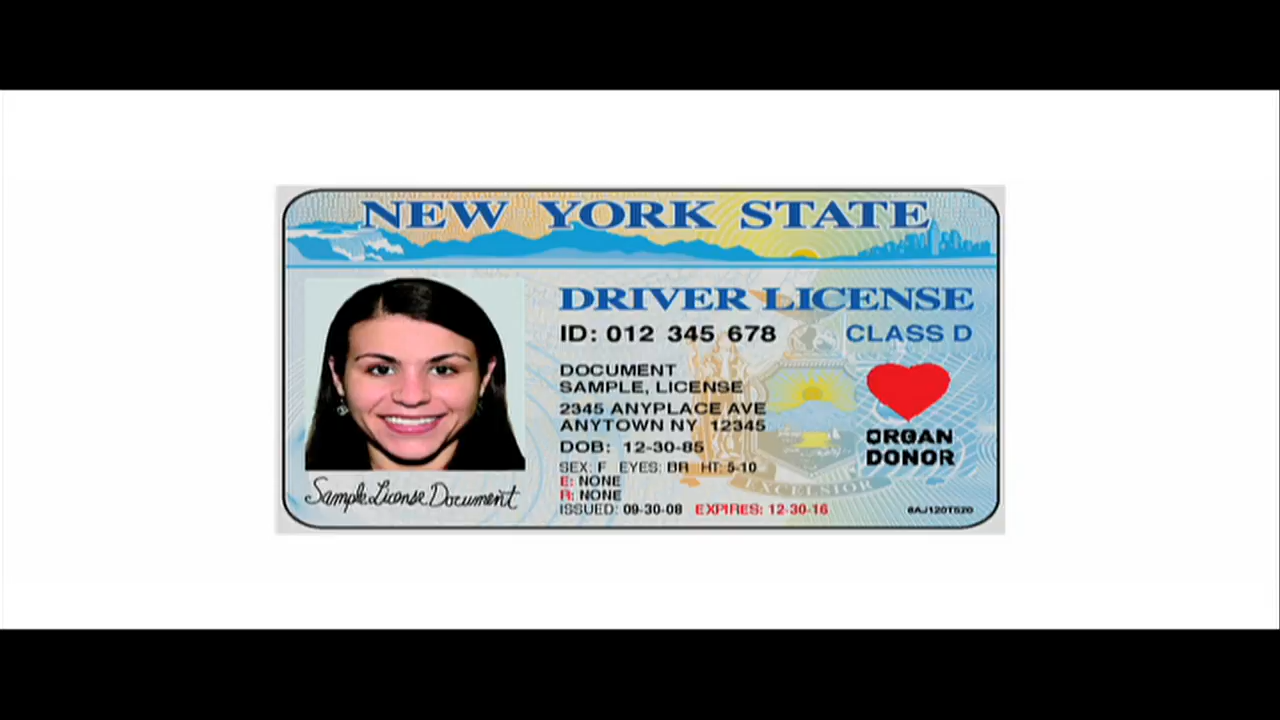 NEW YORK STATE
DRIVER LICENSE
ID: 012 345 678 CLASS D
DOCUMENT
SAMPLE, LICENSE
2345 ANYPLACE AVE
ANYTOWN NY 12345
DOB: 12-30-85
SEX: F EYES: BR HT: 5-10
E: NONE
R: NONE
ISSUED: 09-30-08 EXPIRES: 12-30-16
ORGAN
DONOR
EXCELSIOR
8AJ120T520
Sample License Document